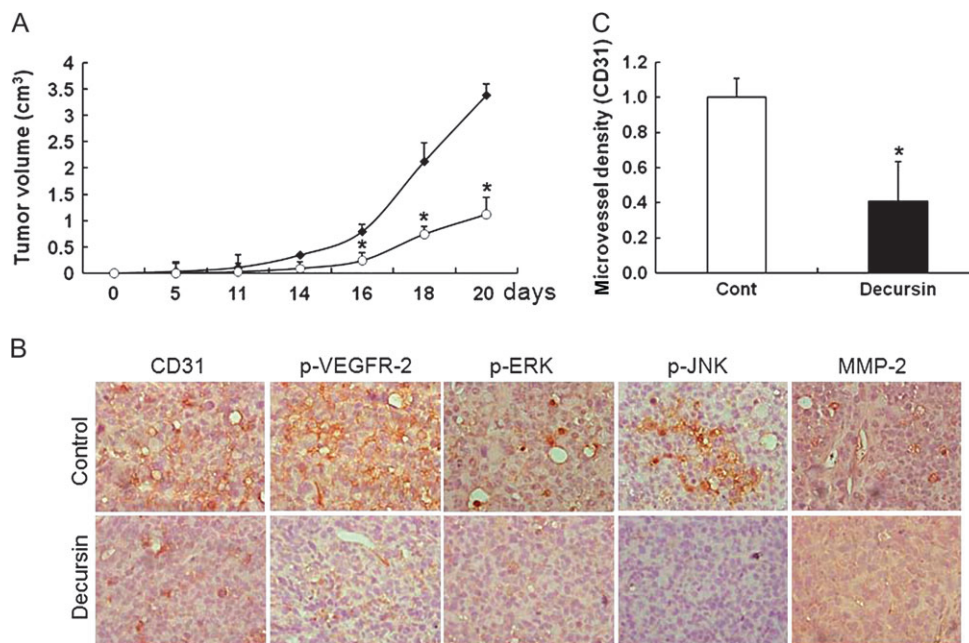 A
Tumor volume (cm³)
4
3.5
3
2.5
2
1.5
1
0.5
0
*
*
*
0 5 11 14 16 18 20 days
C
Microvessel density (CD31)
1.2
1.0
0.8
0.6
0.4
0.2
0.0
*
Cont Decursin
B
CD31 p-VEGFR-2 p-ERK p-JNK MMP-2
Control
Decursin